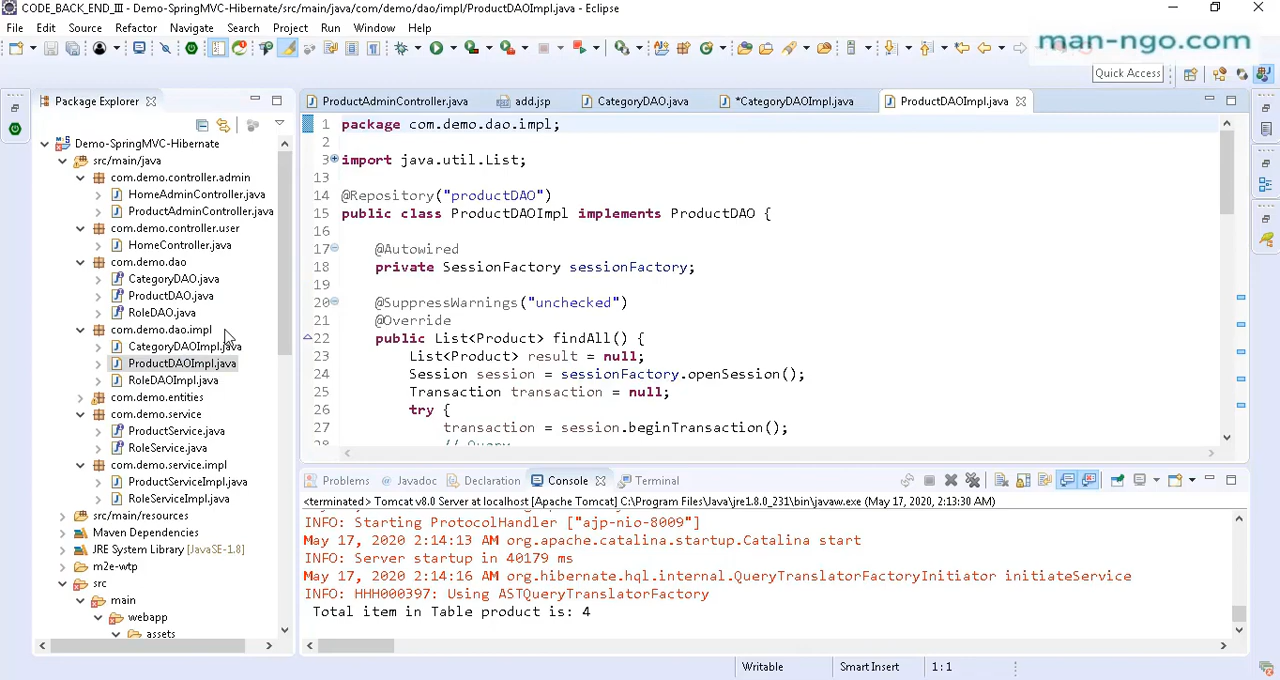 CODE_BACK_END_III - Demo-SpringMVC-Hibernate/src/main/java/com/demo/dao/impl/ProductDAOImpl.java - Eclipse
File Edit Source Refactor Navigate Search Project Run Window Help
man-ngo.com
Quick Access
Package Explorer
ProductAdminController.java add.jsp CategoryDAO.java *CategoryDAOImpl.java ProductDAOImpl.java
Demo-SpringMVC-Hibernate
src/main/java
com.demo.controller.admin
HomeAdminController.java
ProductAdminController.java
com.demo.controller.user
HomeController.java
com.demo.dao
CategoryDAO.java
ProductDAO.java
RoleDAO.java
com.demo.dao.impl
CategoryDAOImpl.java
ProductDAOImpl.java
RoleDAOImpl.java
com.demo.entities
com.demo.service
ProductService.java
RoleService.java
com.demo.service.impl
ProductServiceImpl.java
RoleServiceImpl.java
src/main/resources
Maven Dependencies
JRE System Library [JavaSE-1.8]
m2e-wtp
src
main
webapp
assets
1 package com.demo.dao.impl;
2
3 import java.util.List;
13
14 @Repository("productDAO")
15 public class ProductDAOImpl implements ProductDAO {
16
17 @Autowired
18 private SessionFactory sessionFactory;
19
20 @SuppressWarnings("unchecked")
21 @Override
22 public List<Product> findAll() {
23 List<Product> result = null;
24 Session session = sessionFactory.openSession();
25 Transaction transaction = null;
26 try {
27 transaction = session.beginTransaction();
28 // Query
Problems Javadoc Declaration Console Terminal
<terminated> Tomcat v8.0 Server at localhost [Apache Tomcat] C:\Program Files\Java\jre1.8.0_231\bin\javaw.exe (May 17, 2020, 2:13:30 AM)
INFO: Starting ProtocolHandler ["ajp-nio-8009"]
May 17, 2020 2:14:13 AM org.apache.catalina.startup.Catalina start
INFO: Server startup in 40179 ms
May 17, 2020 2:14:16 AM org.hibernate.hql.internal.QueryTranslatorFactoryInitiator initiateService
INFO: HHH000397: Using ASTQueryTranslatorFactory
Total item in Table product is: 4
Writable Smart Insert 1:1